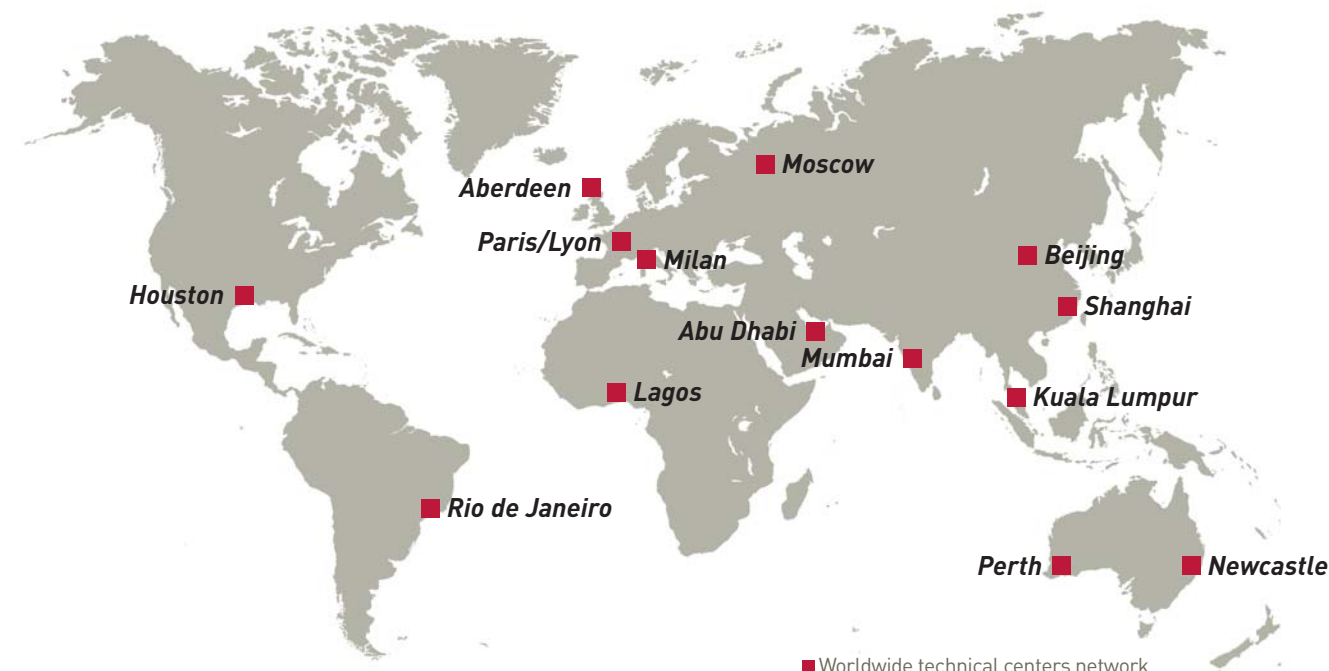 Moscow
Aberdeen
Paris/Lyon
Milan
Beijing
Houston
Shanghai
Abu Dhabi
Mumbai
Lagos
Kuala Lumpur
Rio de Janeiro
Perth
Newcastle
Worldwide technical centers network